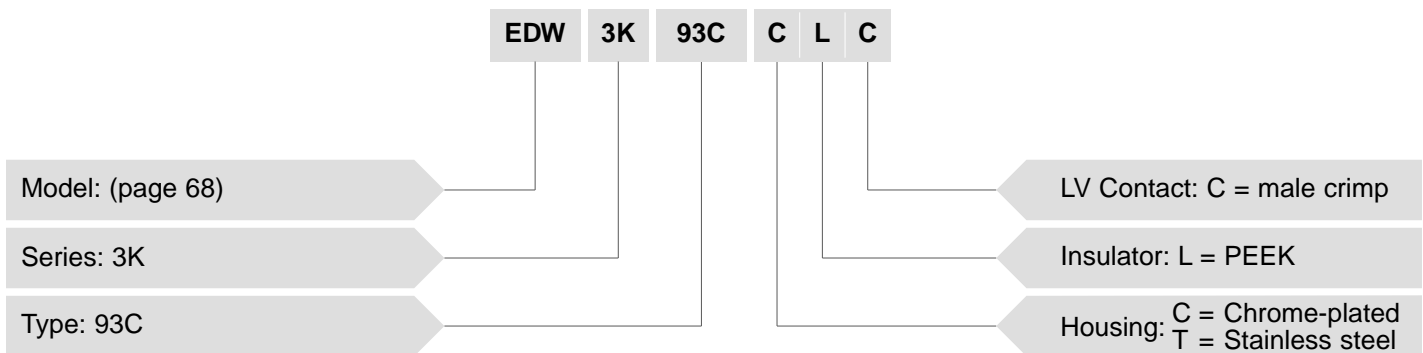 EDW 3K 93C C L C
Model: (page 68)
Series: 3K
Type: 93C
LV Contact: C = male crimp
Insulator: L = PEEK
Housing: C = Chrome-plated
T = Stainless steel